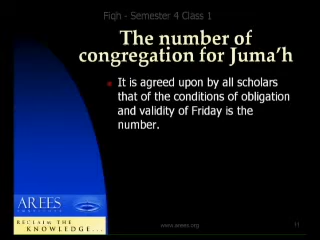 Fiqh - Semester 4 Class 1
The number of
congregation for Juma'h
It is agreed upon by all scholars
that of the conditions of obligation
and validity of Friday is the
number.
AREES
RECLAIM THE
KNOWLEDGE...
www.arees.org
11